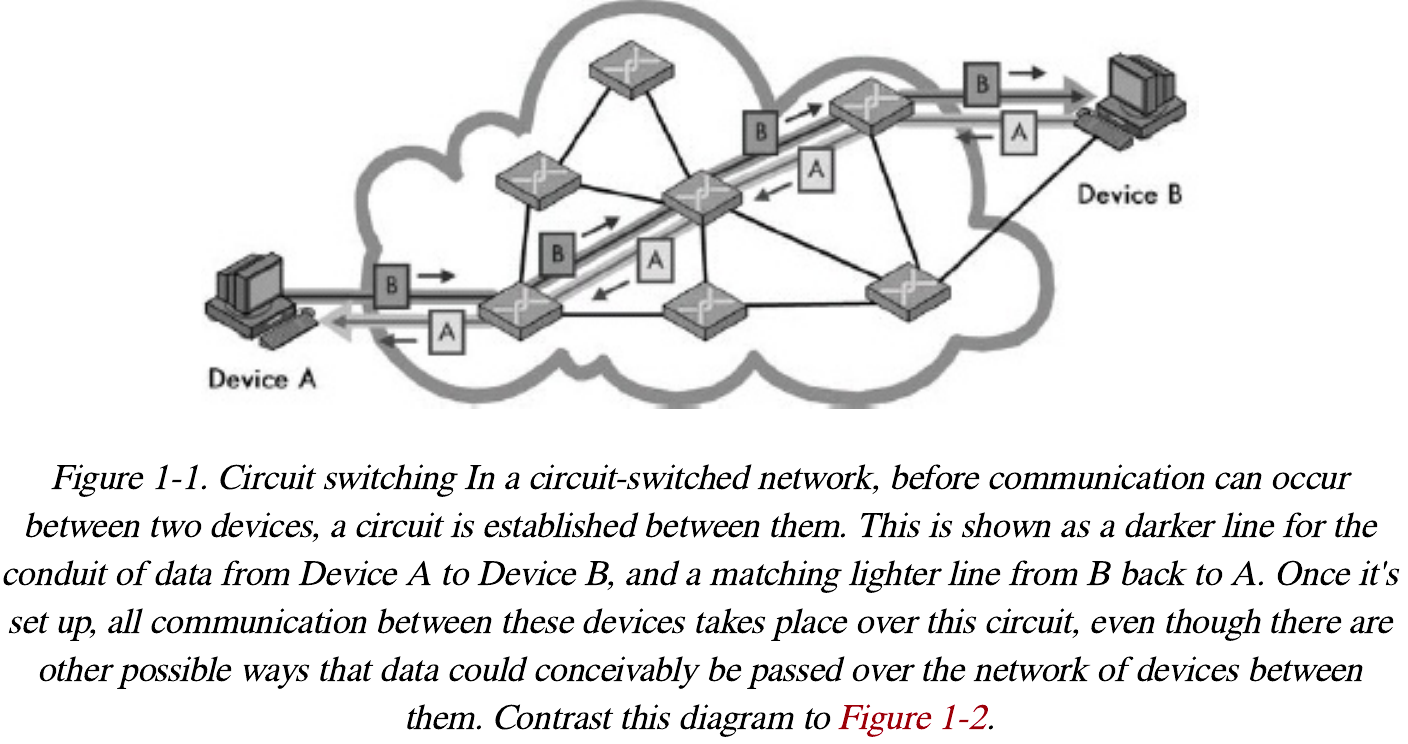 B
B
A
Device B
B
A
B
A
B
A
Device A
Figure 1-1. Circuit switching In a circuit-switched network, before communication can occur
between two devices, a circuit is established between them. This is shown as a darker line for the
conduit of data from Device A to Device B, and a matching lighter line from B back to A. Once it's
set up, all communication between these devices takes place over this circuit, even though there are
other possible ways that data could conceivably be passed over the network of devices between
them. Contrast this diagram to Figure 1-2.